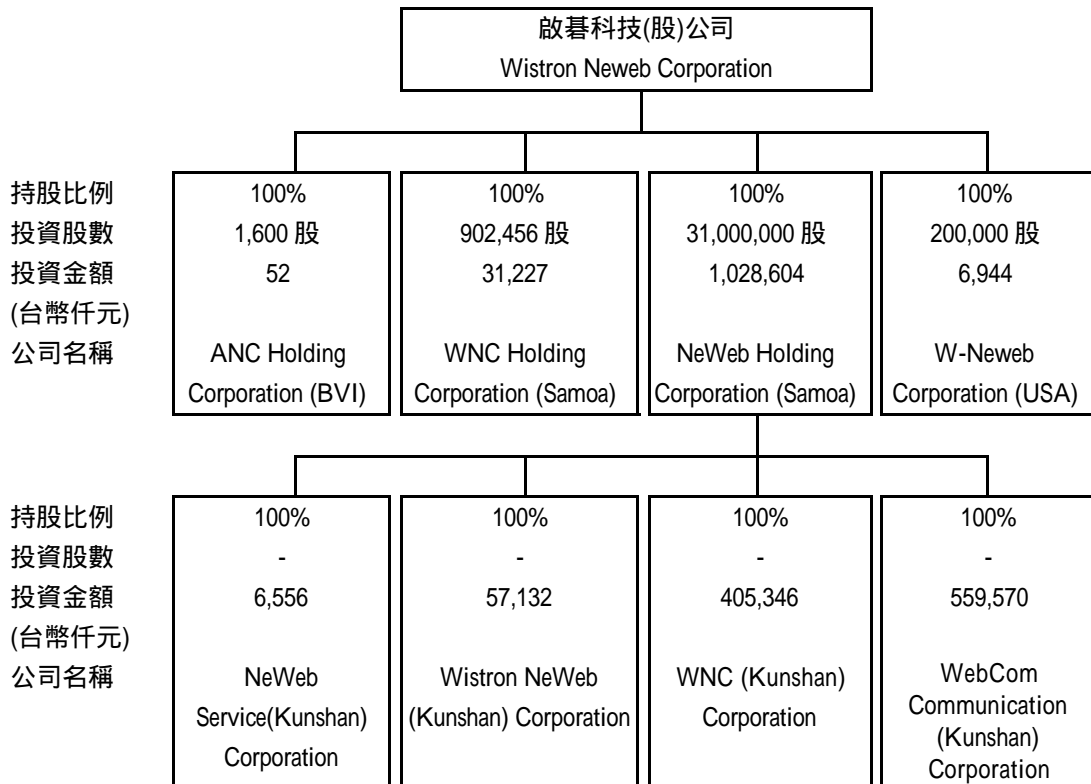 啟碁科技(股)公司
Wistron Neweb Corporation
持股比例 100% 100% 100% 100%
投資股數 1,600 股 902,456 股 31,000,000 股 200,000 股
投資金額 52 31,227 1,028,604 6,944
(台幣仟元)
公司名稱 ANC Holding WNC Holding NeWeb Holding W-Neweb
Corporation (BVI) Corporation (Samoa) Corporation (Samoa) Corporation (USA)
持股比例 100% 100% 100% 100%
投資股數 - - - -
投資金額 6,556 57,132 405,346 559,570
(台幣仟元)
公司名稱 NeWeb Wistron NeWeb WNC (Kunshan) WebCom
Service(Kunshan) (Kunshan) Corporation Corporation Communication
Corporation (Kunshan)
Corporation